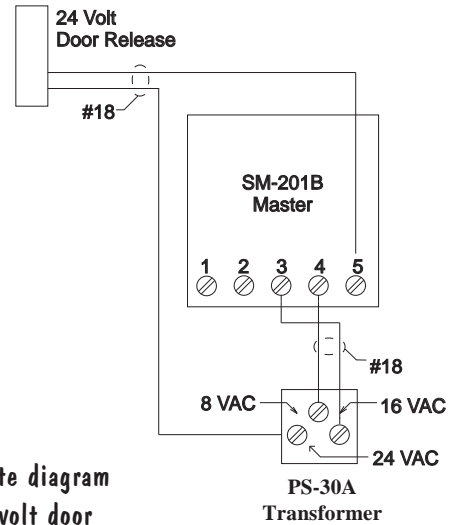 24 Volt
Door Release
#18
SM-201B
Master
1 2 3 4 5
#18
8 VAC
16 VAC
24 VAC
PS-30A
Transformer
diagram
volt door